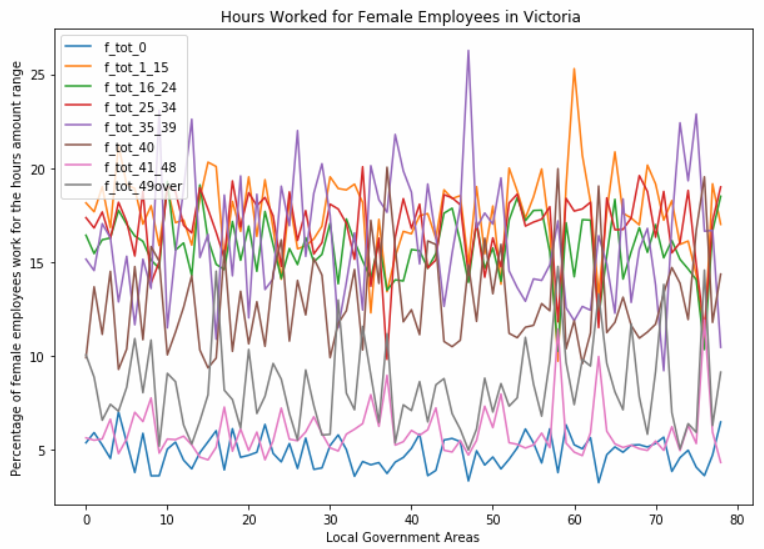 Hours Worked for Female Employees in Victoria
f_tot_0
f_tot_1_15
f_tot_16_24
f_tot_25_34
f_tot_35_39
f_tot_40
f_tot_41_48
f_tot_49over
Percentage of female employees work for the hours amount range
25
20
15
10
5
0 10 20 30 40 50 60 70 80
Local Government Areas